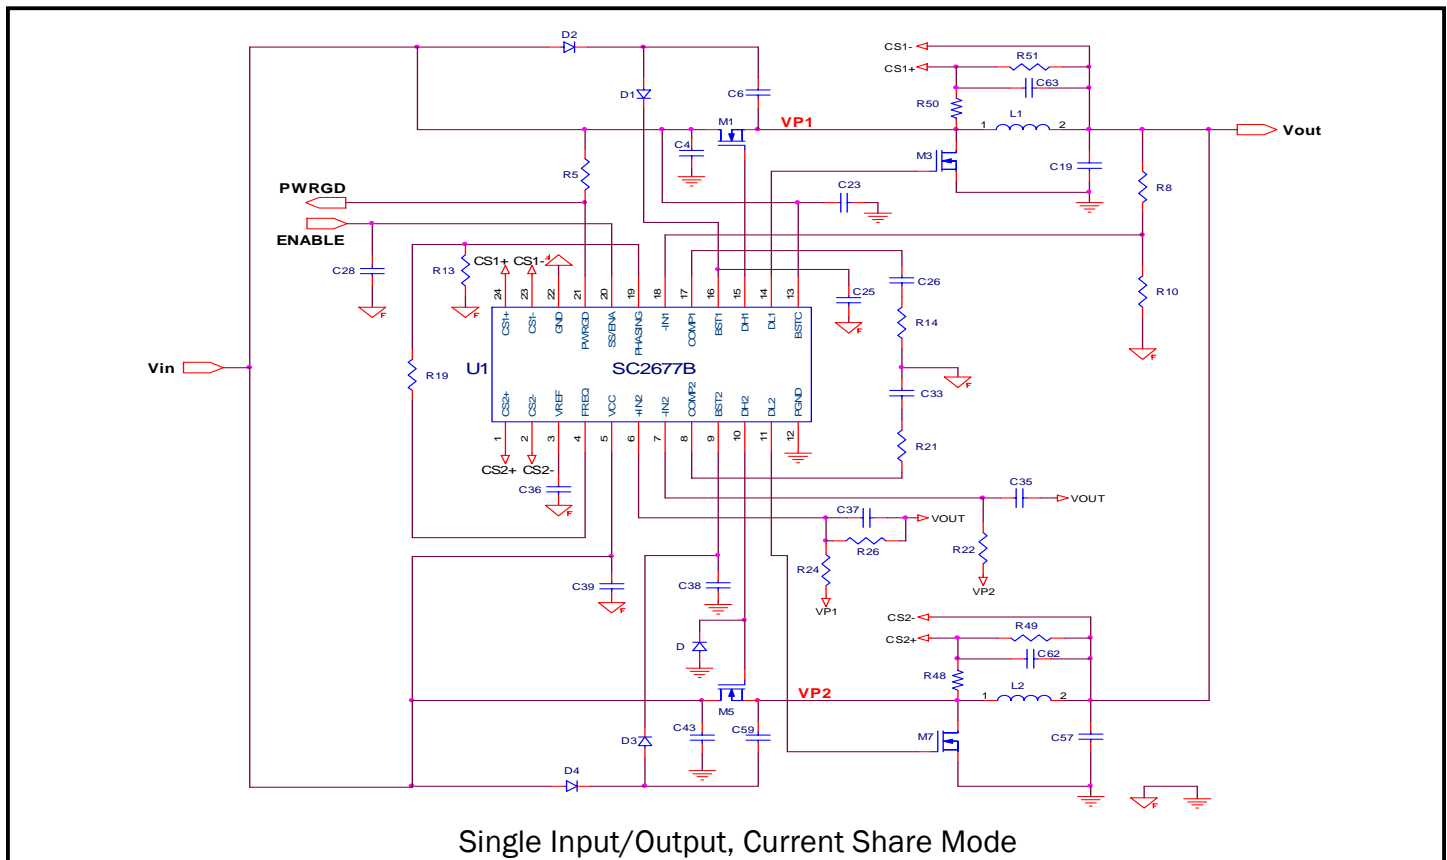 D2
CS1-
R51
CS1+
C63
D1
C6
R50
L1
M1
VP1
1
2
Vout
C4
M3
C19
R5
R8
PWRGD
C23
ENABLE
C28
R13
CS1+
CS1-
C26
C25
R10
24
23
22
21
20
19
18
17
16
15
14
13
CS1+
CS1-
GND
PWRGD
SS/ENA
PHASING
-IN1
COMP1
BST1
DH1
DL1
BSTC
F
F
F
F
R14
Vin
R19
U1
SC2677B
F
C33
CS2+
CS2-
VREF
FREQ
VCC
+IN2
-IN2
COMP2
BST2
DH2
DL2
PGND
1
2
3
4
5
6
7
8
9
10
11
12
R21
CS2+
CS2-
C36
F
C35
VOUT
C37
VOUT
R26
R22
R24
C39
C38
F
VP1
VP2
CS2-
R49
CS2+
C62
D
R48
L2
VP2
1
2
M5
C43
C59
D3
M7
C57
D4
F
Single Input/Output, Current Share Mode